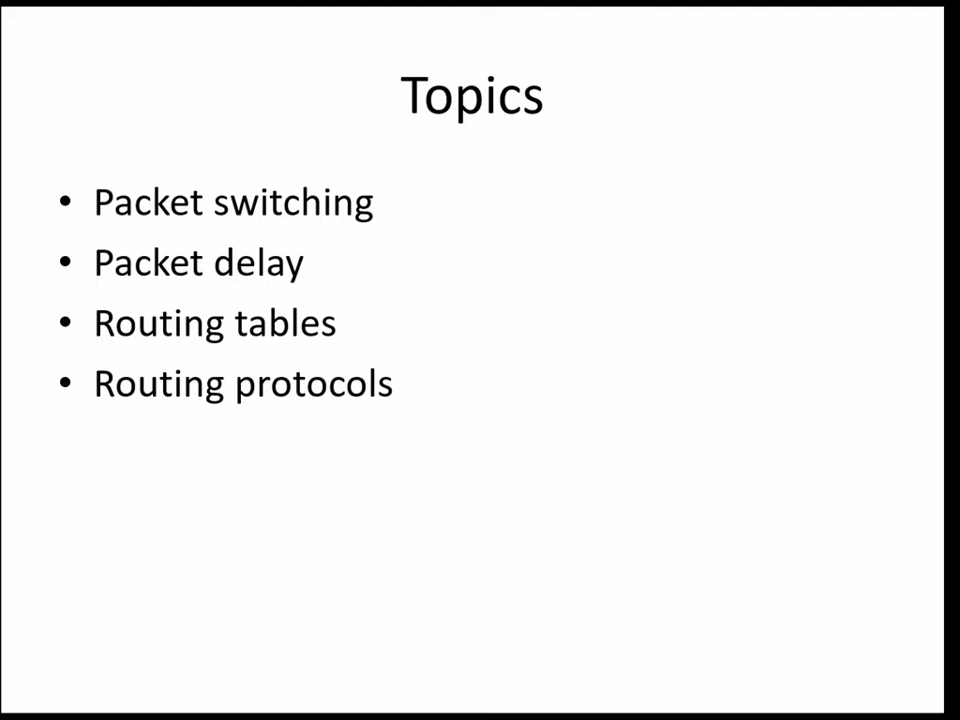 Topics
• Packet switching
• Packet delay
• Routing tables
• Routing protocols